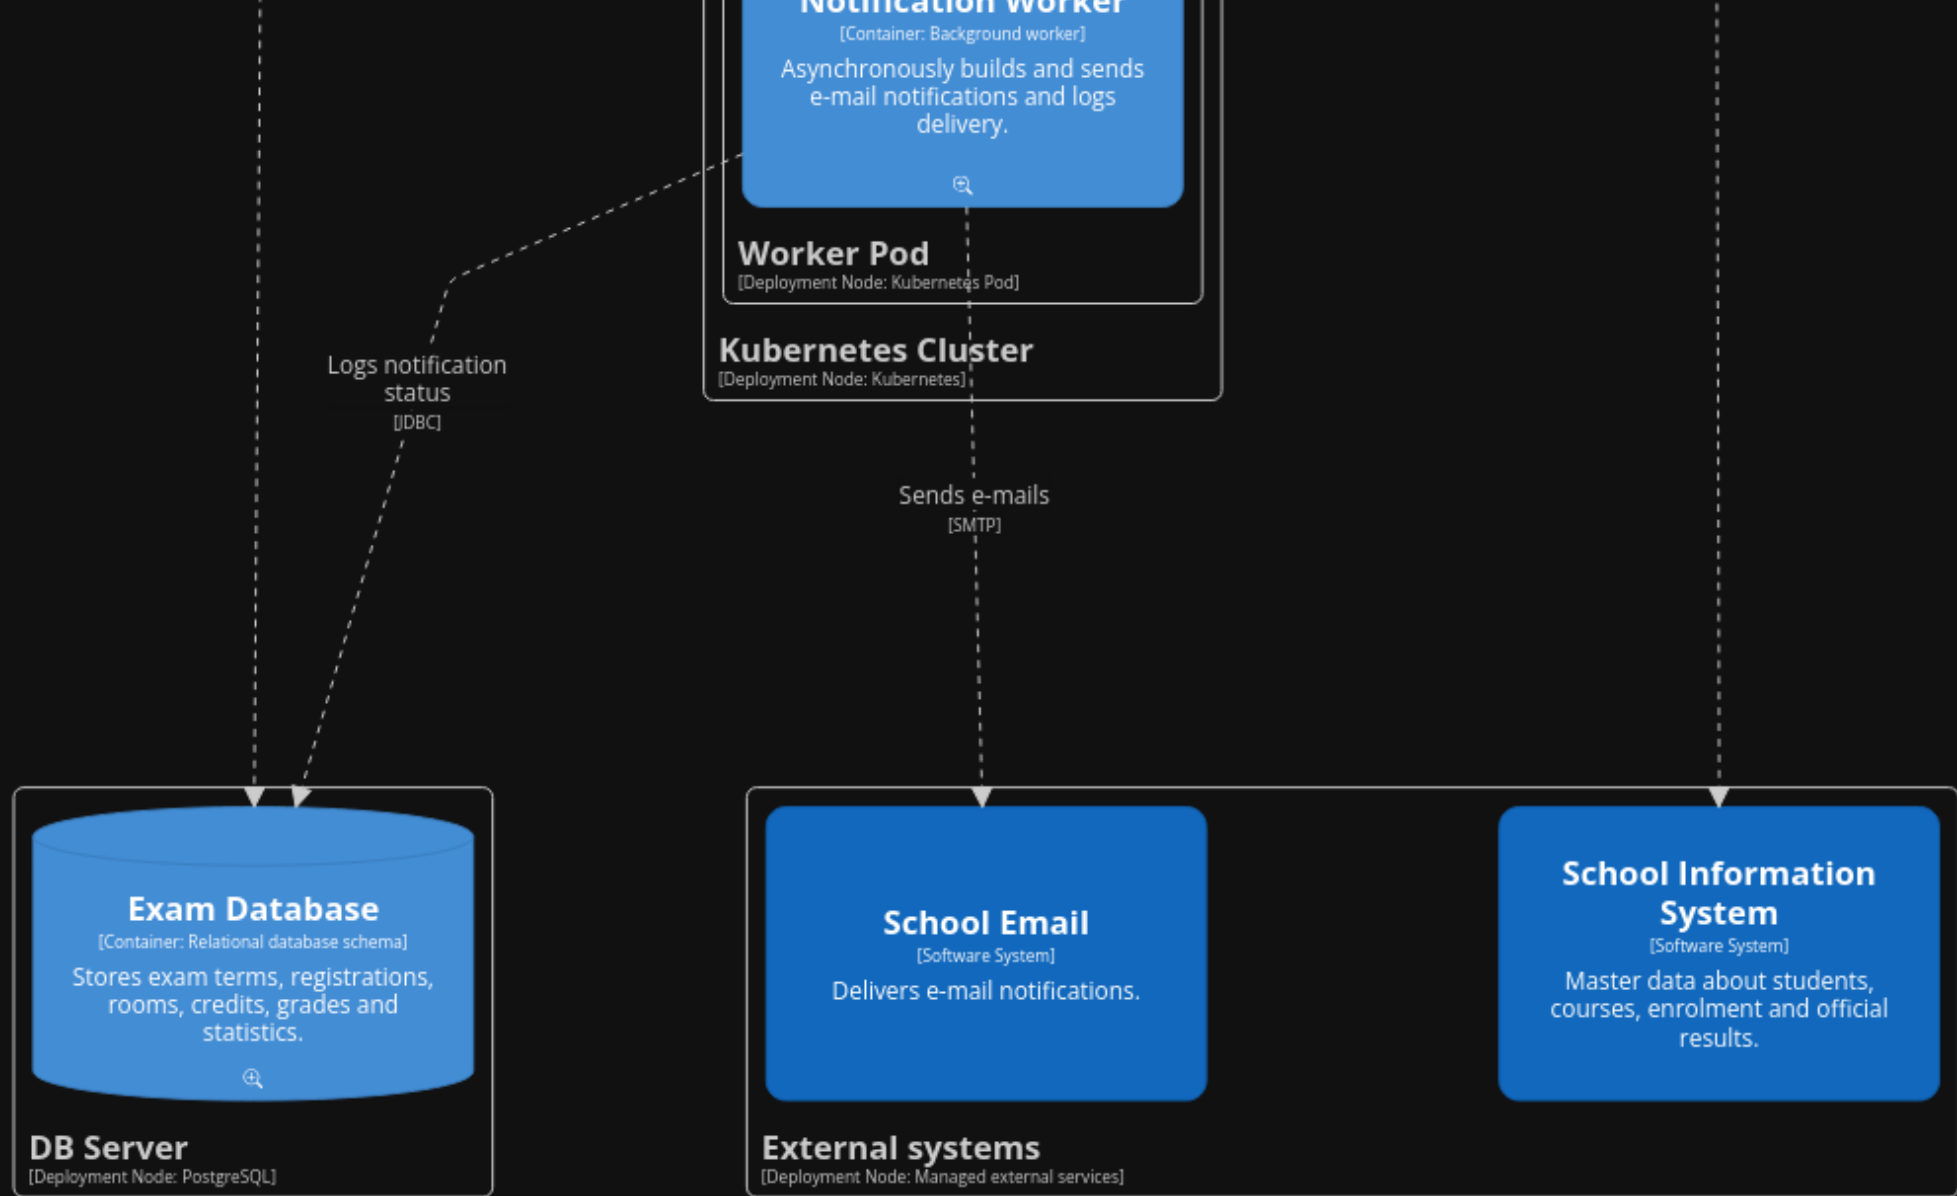 Notification Worker
[Container: Background worker]
Asynchronously builds and sends
e-mail notifications and logs
delivery.
Worker Pod
[Deployment Node: Kubernetes Pod]
Kubernetes Cluster
[Deployment Node: Kubernetes]
Logs notification
status
[JDBC]
Sends e-mails
[SMTP]
Exam Database
[Container: Relational database schema]
Stores exam terms, registrations,
rooms, credits, grades and
statistics.
DB Server
[Deployment Node: PostgreSQL]
School Email
[Software System]
Delivers e-mail notifications.
School Information
System
[Software System]
Master data about students,
courses, enrolment and official
results.
External systems
[Deployment Node: Managed external services]